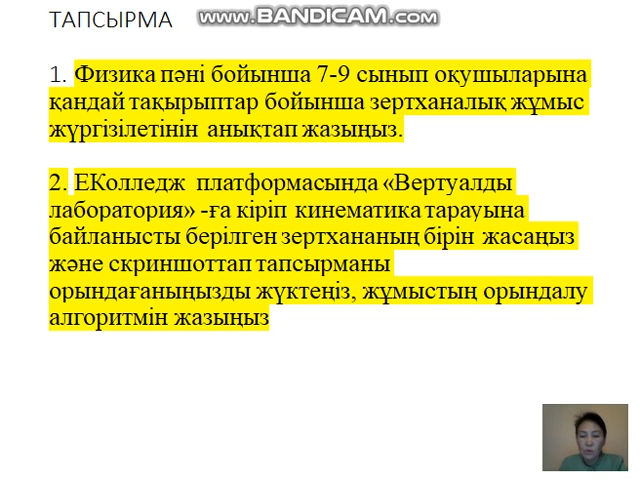 ТАПСЫРМА
WWW.BANDICAM.COM
1. Физика пәні бойынша 7-9 сынып оқушыларына
қандай тақырыптар бойынша зертханалық жұмыс
жүргізілетінін анықтап жазыңыз.
2. ЕКолледж платформасында «Вертуалды
лаборатория» -ға кіріп кинематика тарауына
байланысты берілген зертхананың бірін жасаңыз
және скриншоттап тапсырманы
орындағаныңызды жүктеңіз, жұмыстың орындалу
алгоритмін жазыңыз